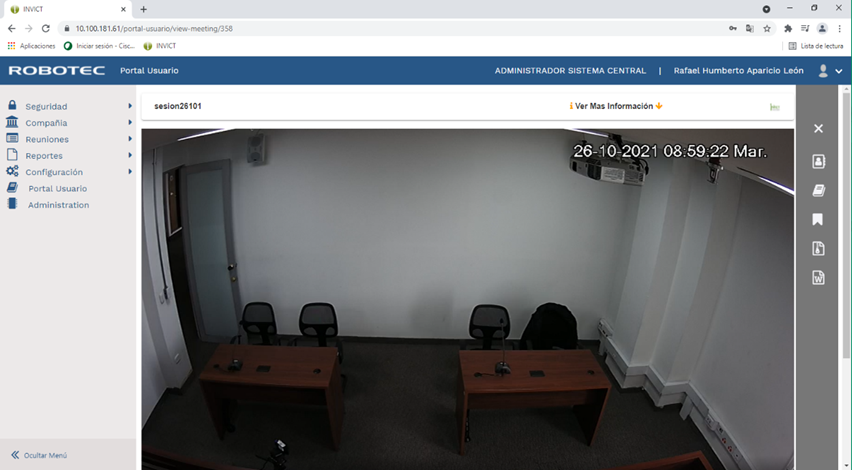 INVICT
10.100.181.61/portal-usuario/view-meeting/358
Aplicaciones Iniciar sesión - Cisc... INVICT Lista de lectura
ROBOTEC Portal Usuario ADMINISTRADOR SISTEMA CENTRAL | Rafael Humberto Aparicio León
Seguridad
Compañia
Reuniones
Reportes
Configuración
Portal Usuario
Administration
Ocultar Menú
sesion26101 Ver Mas Información
26-10-2021 08:59:22 Mar.